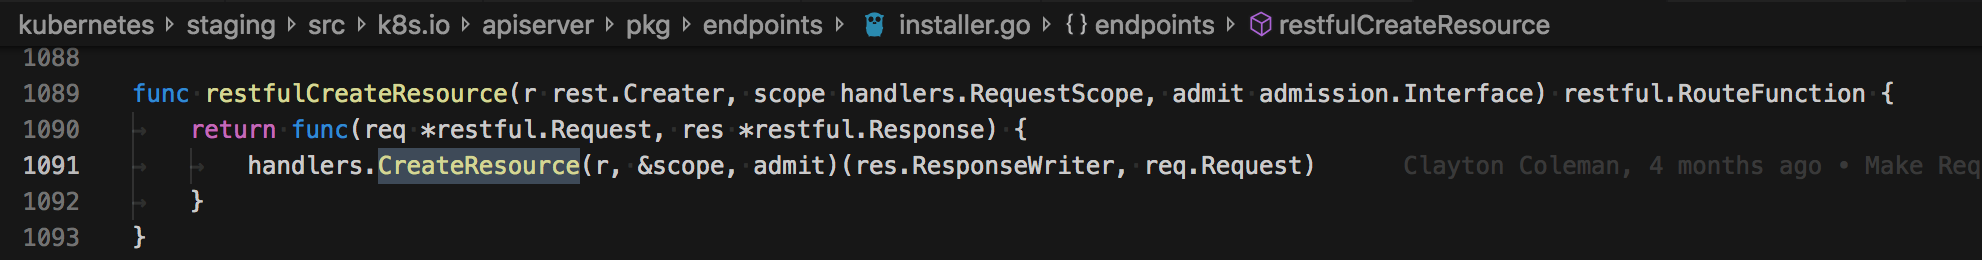 kubernetes > staging > src > k8s.io > apiserver > pkg > endpoints > installer.go > {} endpoints > restfulCreateResource
1088
1089 func restfulCreateResource(r rest.Creater, scope handlers.RequestScope, admit admission.Interface) restful.RouteFunction {
1090 return func(req *restful.Request, res *restful.Response) {
1091 handlers.CreateResource(r, &scope, admit)(res.ResponseWriter, req.Request) Clayton Coleman, 4 months ago • Make Req
1092 }
1093 }